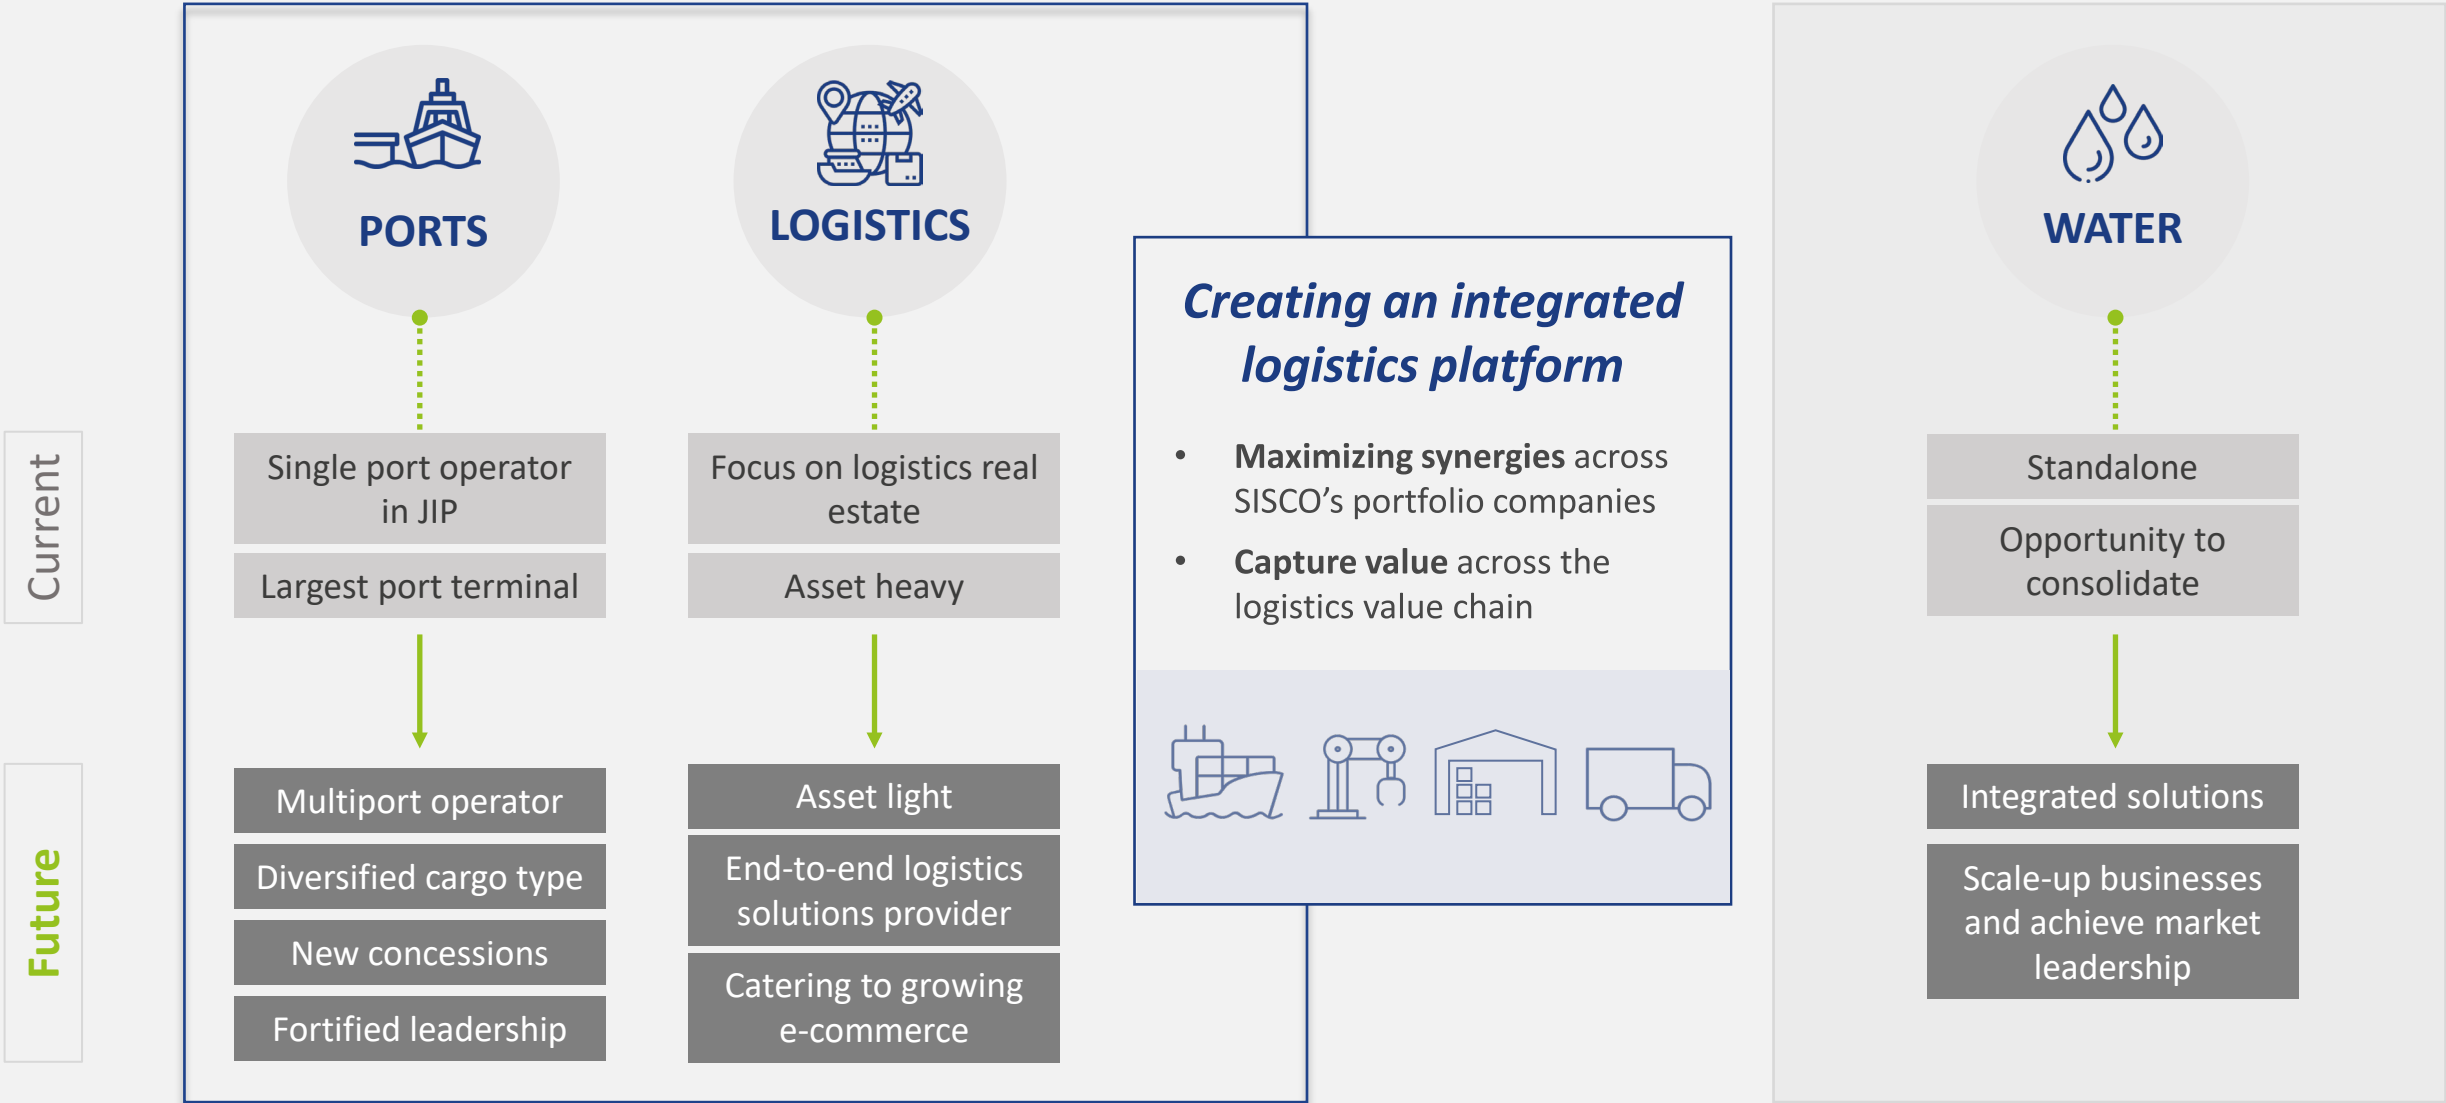 PORTS
LOGISTICS
WATER
Creating an integrated
logistics platform
• Maximizing synergies across
SISCO’s portfolio companies
• Capture value across the
logistics value chain
Current
Single port operator
in JIP
Largest port terminal
Focus on logistics real
estate
Asset heavy
Standalone
Opportunity to
consolidate
Future
Multiport operator
Diversified cargo type
New concessions
Fortified leadership
Asset light
End-to-end logistics
solutions provider
Catering to growing
e-commerce
Integrated solutions
Scale-up businesses
and achieve market
leadership